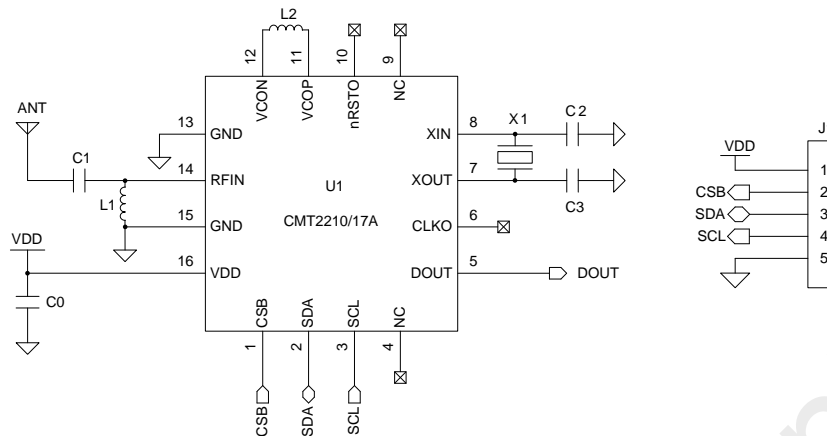 L2
12
11
10
9
VCON
VCOP
nRSTO
NC
ANT
13
GND
XIN
8
X1
C2
C1
14
RFIN
U1
XOUT
7
C3
L1
15
GND
CMT2210/17A
CLKO
6
VDD
16
VDD
DOUT
5
DOUT
C0
CSB
SDA
SCL
NC
1
2
3
4
CSB
SDA
SCL
J
VDD
1
CSB
2
SDA
3
SCL
4
5